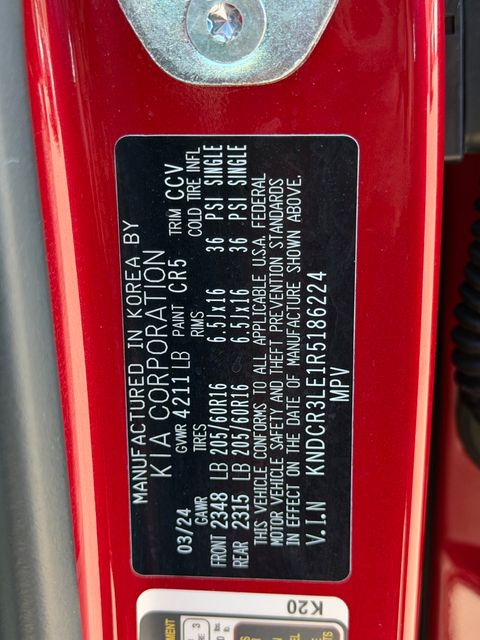 MANUFACTURED IN KOREA BY
KIA CORPORATION
03/24 GVWR 4211LB PAINT CR5 TRIM CCV
GAWR TIRES RIMS COLD TIRE INFL
FRONT 2348 LB 205/60R16 6.5JX16 36 PSI SINGLE
REAR 2315 LB 205/60R16 6.5JX16 36 PSI SINGLE
THIS VEHICLE CONFORMS TO ALL APPLICABLE U.S.A. FEDERAL
MOTOR VEHICLE SAFETY AND THEFT PREVENTION STANDARDS
IN EFFECT ON THE DATE OF MANUFACTURE SHOWN ABOVE.
V.I.N KNDCR3LE1R5186224
MPV
K20